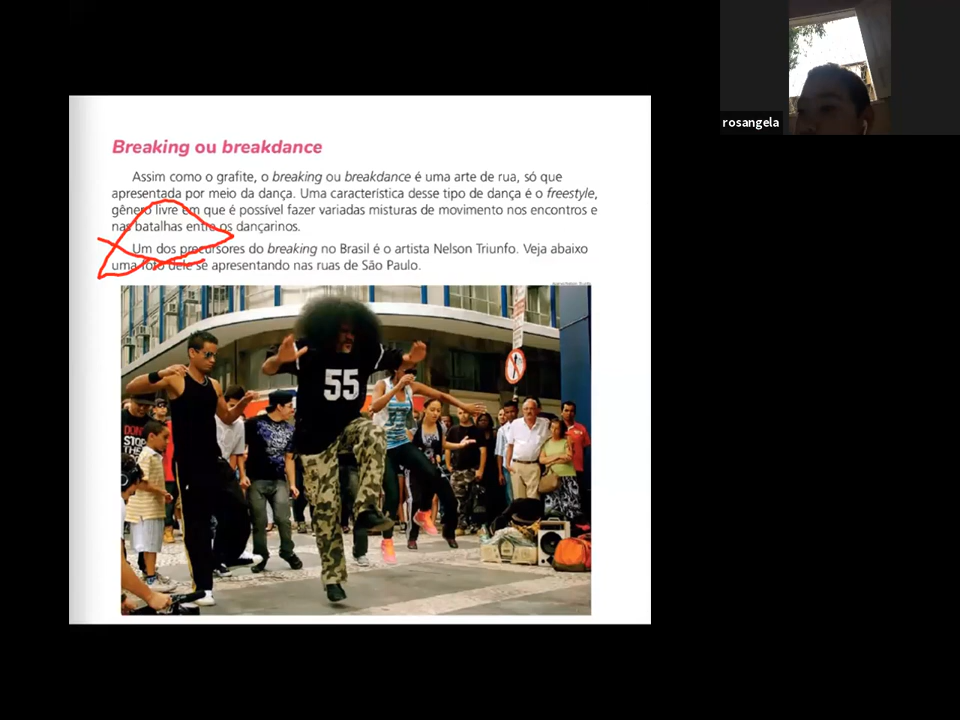 Breaking ou breakdance
Assim como o grafite, o breaking ou breakdance é uma arte de rua, só que
apresentada por meio da dança. Uma característica desse tipo de dança é o freestyle,
gênero livre em que é possível fazer variadas misturas de movimento nos encontros e
nas batalhas entre os dançarinos.
Um dos precursores do breaking no Brasil é o artista Nelson Triunfo. Veja abaixo
uma foto dele se apresentando nas ruas de São Paulo.
55
DON'T
STOP
THE
rosangela